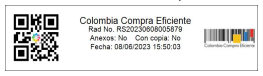 Colombia Compra Eficiente
Rad No. RS20230608005879
Anexos: No Con copia: No
Fecha: 08/06/2023 15:50:03
Colombia Compra Eficiente